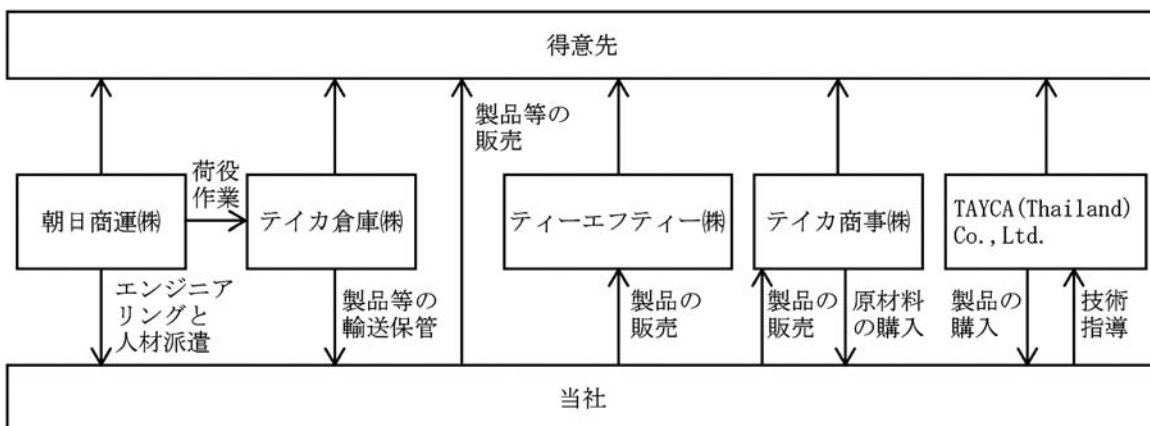 得意先
製品等の
販売
荷役
作業
朝日商運㈱
テイカ倉庫㈱
ティーエフティー㈱
テイカ商事㈱
TAYCA(Thailand)
Co.,Ltd.
エンジニア
リングと
人材派遣
製品等の
輸送保管
製品の
販売
製品の
販売
原材料
の購入
製品の
購入
技術
指導
当社